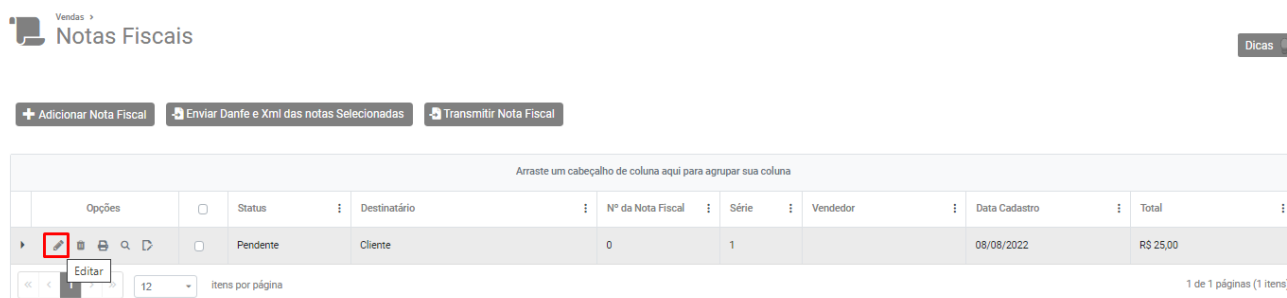 Vendas >
Notas Fiscais
Dicas
Adicionar Nota Fiscal Enviar Danfe e Xml das notas Selecionadas Transmitir Nota Fiscal
Arraste um cabeçalho de coluna aqui para agrupar sua coluna
Opções Status Destinatário Nº da Nota Fiscal Série Vendedor Data Cadastro Total
Pendente Cliente 0 1 08/08/2022 R$ 25,00
Editar
1 12 itens por página 1 de 1 páginas (1 itens)